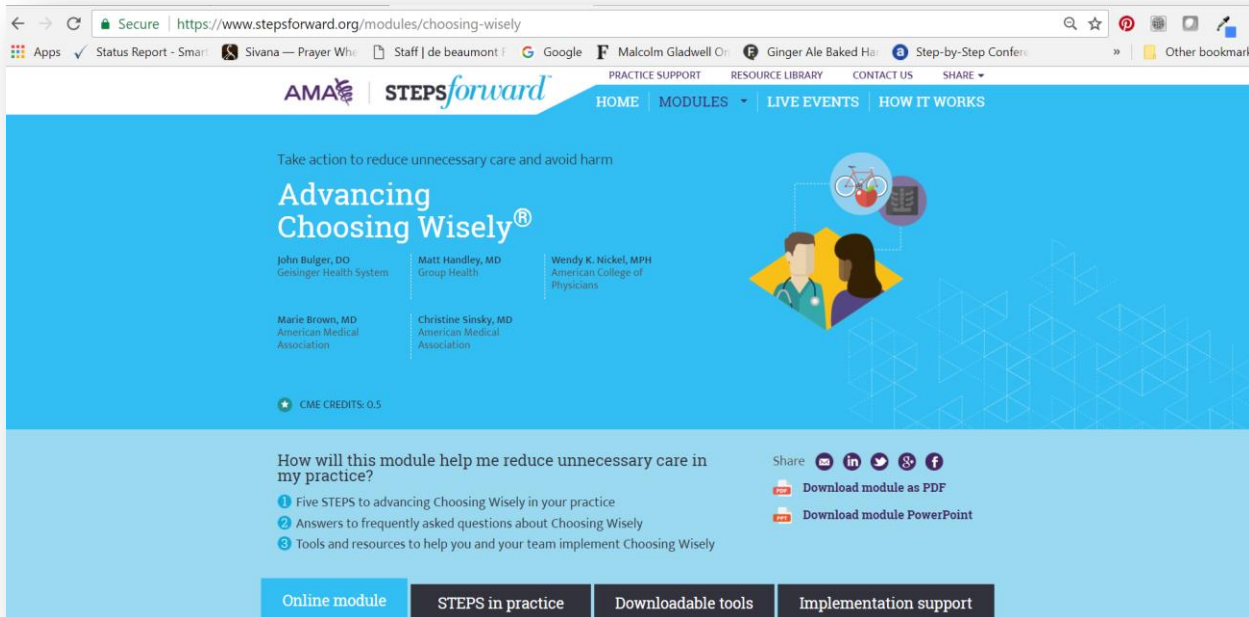 Secure | https://www.stepsforward.org/modules/choosing-wisely
Apps Status Report - Smart Sivana — Prayer Whe Staff | de beaumont F Google Malcolm Gladwell On Ginger Ale Baked Ha Step-by-Step Confere » Other bookmark
PRACTICE SUPPORT RESOURCE LIBRARY CONTACT US SHARE
AMA STEPSforward
HOME MODULES LIVE EVENTS HOW IT WORKS
Take action to reduce unnecessary care and avoid harm
Advancing
Choosing Wisely®
John Bulger, DO
Geisinger Health System
Matt Handley, MD
Group Health
Wendy K. Nickel, MPH
American College of
Physicians
Marie Brown, MD
American Medical
Association
Christine Sinsky, MD
American Medical
Association
CME CREDITS: 0.5
How will this module help me reduce unnecessary care in
my practice?
1 Five STEPS to advancing Choosing Wisely in your practice
2 Answers to frequently asked questions about Choosing Wisely
3 Tools and resources to help you and your team implement Choosing Wisely
Share
PDF Download module as PDF
PPT Download module PowerPoint
Online module STEPS in practice Downloadable tools Implementation support